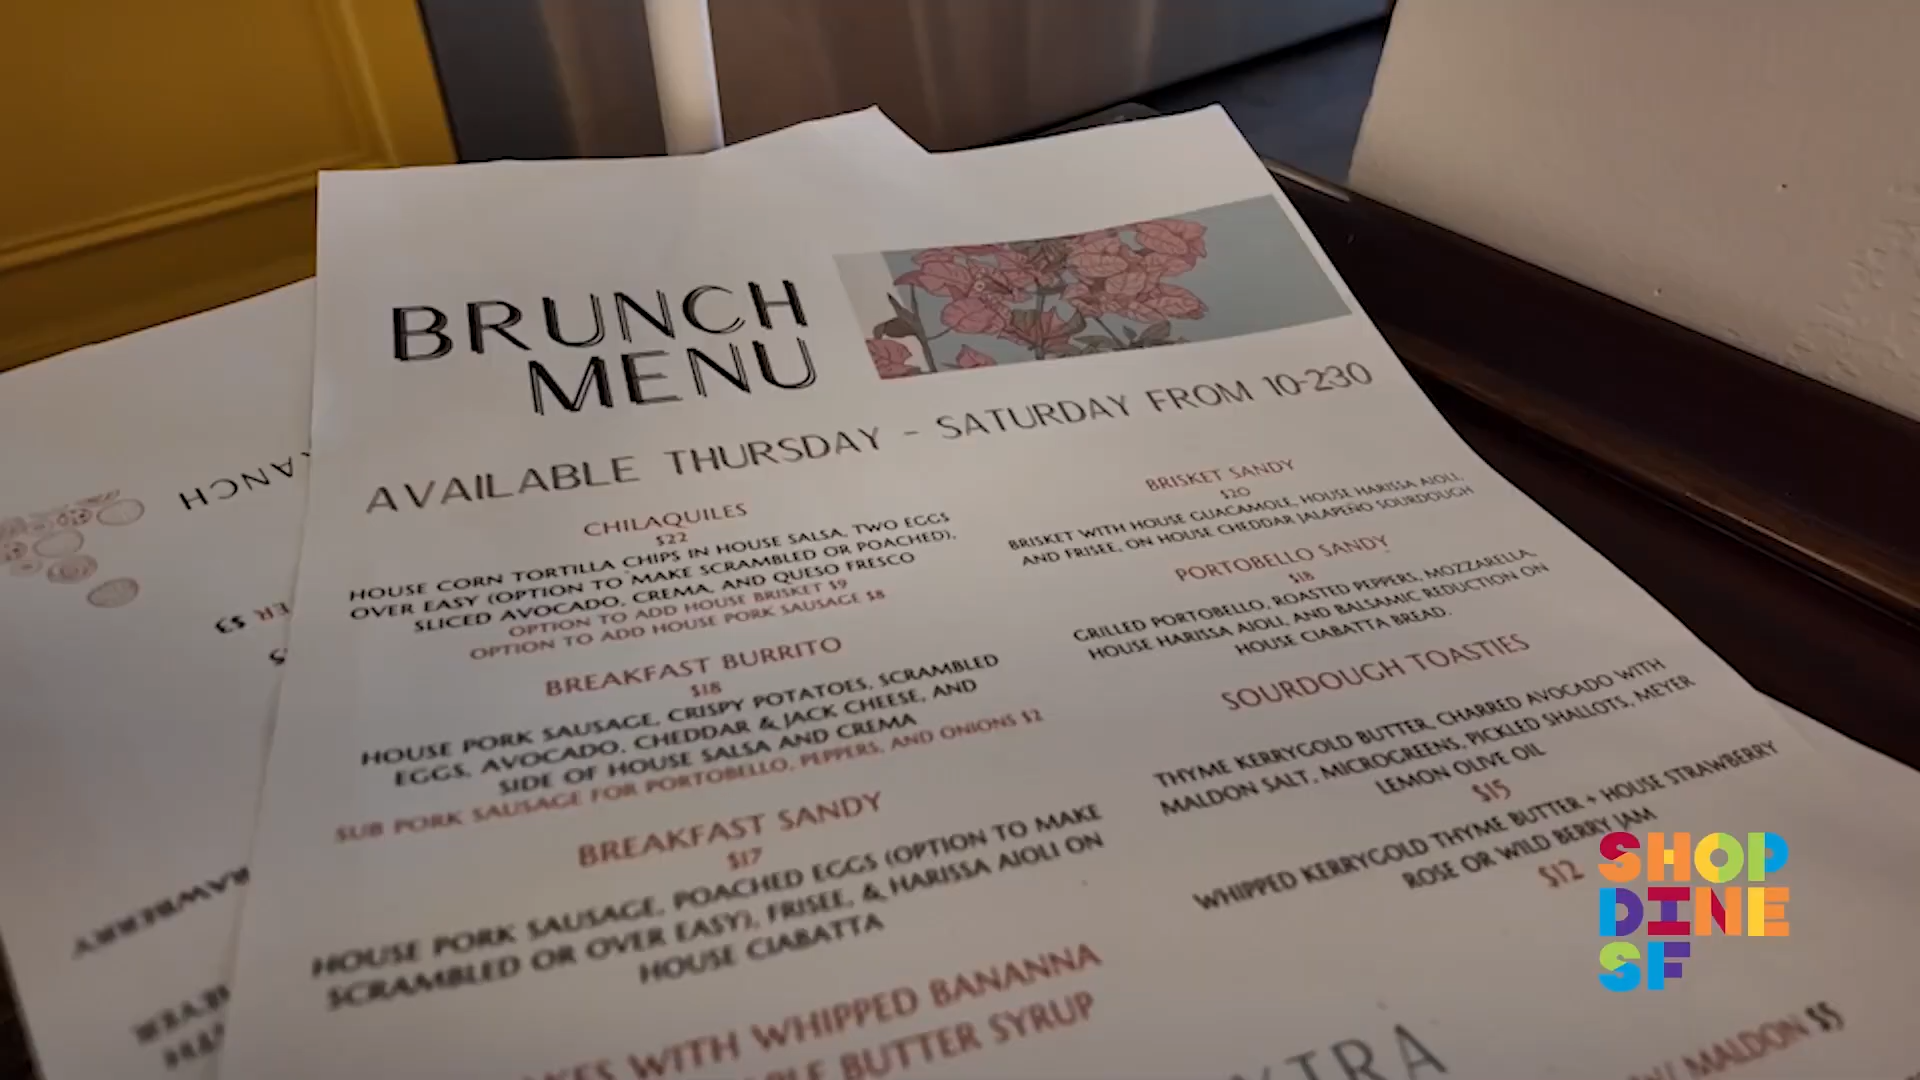 BRUNCH
MENU
AVAILABLE THURSDAY - SATURDAY FROM 10-230
CHILAQUILES
$22
HOUSE CORN TORTILLA CHIPS IN HOUSE SALSA, TWO EGGS
OVER EASY (OPTION TO MAKE SCRAMBLED OR POACHED),
SLICED AVOCADO, CREMA, AND QUESO FRESCO
OPTION TO ADD HOUSE BRISKET $9
OPTION TO ADD HOUSE PORK SAUSAGE $8
BREAKFAST BURRITO
$18
HOUSE PORK SAUSAGE, CRISPY POTATOES, SCRAMBLED
EGGS, AVOCADO, CHEDDAR & JACK CHEESE, AND
SIDE OF HOUSE SALSA AND CREMA
SUB PORK SAUSAGE FOR PORTOBELLO, PEPPERS, AND ONIONS $2
BREAKFAST SANDY
$17
HOUSE PORK SAUSAGE, POACHED EGGS (OPTION TO MAKE
SCRAMBLED OR OVER EASY), FRISEE, & HARISSA AIOLI ON
HOUSE CIABATTA
WITH WHIPPED BANANNA
BUTTER SYRUP
BRISKET SANDY
$20
BRISKET WITH HOUSE GUACAMOLE, HOUSE HARISSA AIOLI,
AND FRISEE, ON HOUSE CHEDDAR JALAPEÑO SOURDOUGH
PORTOBELLO SANDY
$18
GRILLED PORTOBELLO, ROASTED PEPPERS, MOZZARELLA,
HOUSE HARISSA AIOLI, AND BALSAMIC REDUCTION ON
HOUSE CIABATTA BREAD.
SOURDOUGH TOASTIES
THYME KERRYGOLD BUTTER, CHARRED AVOCADO WITH
MALDON SALT, MICROGREENS, PICKLED SHALLOTS, MEYER
LEMON OLIVE OIL
$15
WHIPPED KERRYGOLD THYME BUTTER + HOUSE STRAWBERRY
ROSE OR WILD BERRY JAM
$12
MALDON $5
SHOP
DINE
SF